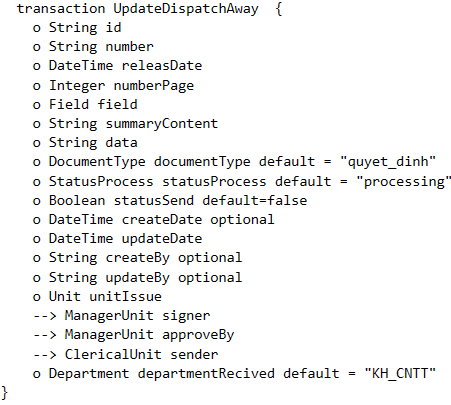 transaction UpdateDispatchAway  {
o String id
o String number
o DateTime releasDate
o Integer numberPage
o Field field
o String summaryContent
o String data
o DocumentType documentType default = "quyet_dinh"
o StatusProcess statusProcess default = "processing"
o Boolean statusSend default=false
o DateTime createDate optional
o DateTime updateDate
o String createBy optional
o String updateBy optional
o Unit unitIssue
--> ManagerUnit signer
--> ManagerUnit approveBy
--> ClericalUnit sender
o Department departmentRecived default = "KH_CNTT"
}